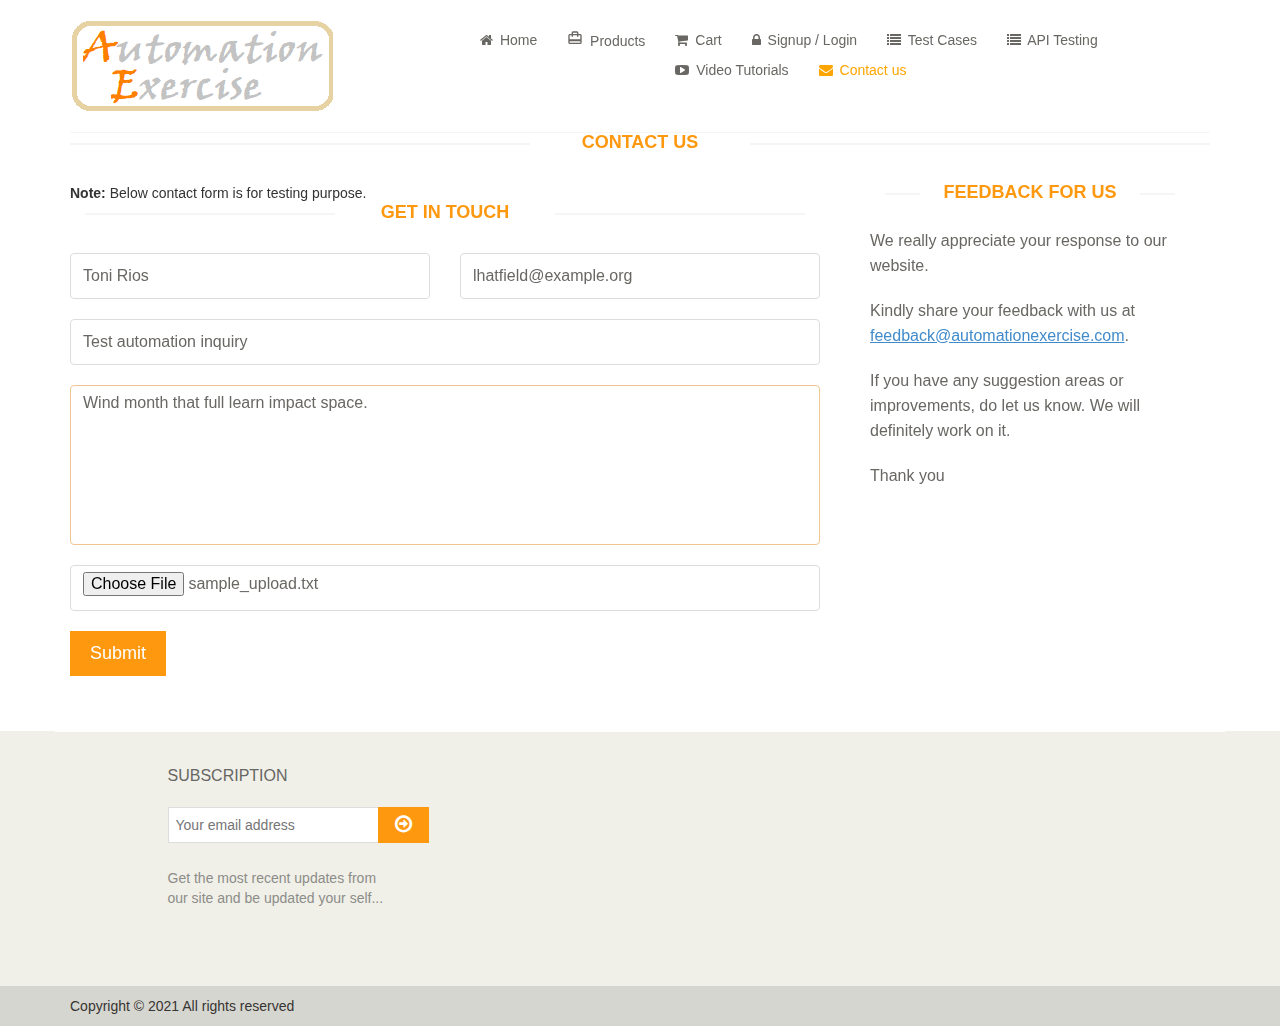 Automation
Exercise
Home
Products
Cart
Signup / Login
Test Cases
API Testing
Video Tutorials
Contact us
CONTACT US
Note: Below contact form is for testing purpose.
GET IN TOUCH
Toni Rios
lhatfield@example.org
Test automation inquiry
Wind month that full learn impact space.
Choose File sample_upload.txt
Submit
FEEDBACK FOR US
We really appreciate your response to our
website.
Kindly share your feedback with us at
feedback@automationexercise.com.
If you have any suggestion areas or
improvements, do let us know. We will
definitely work on it.
Thank you
SUBSCRIPTION
Your email address
Get the most recent updates from
our site and be updated your self...
Copyright © 2021 All rights reserved